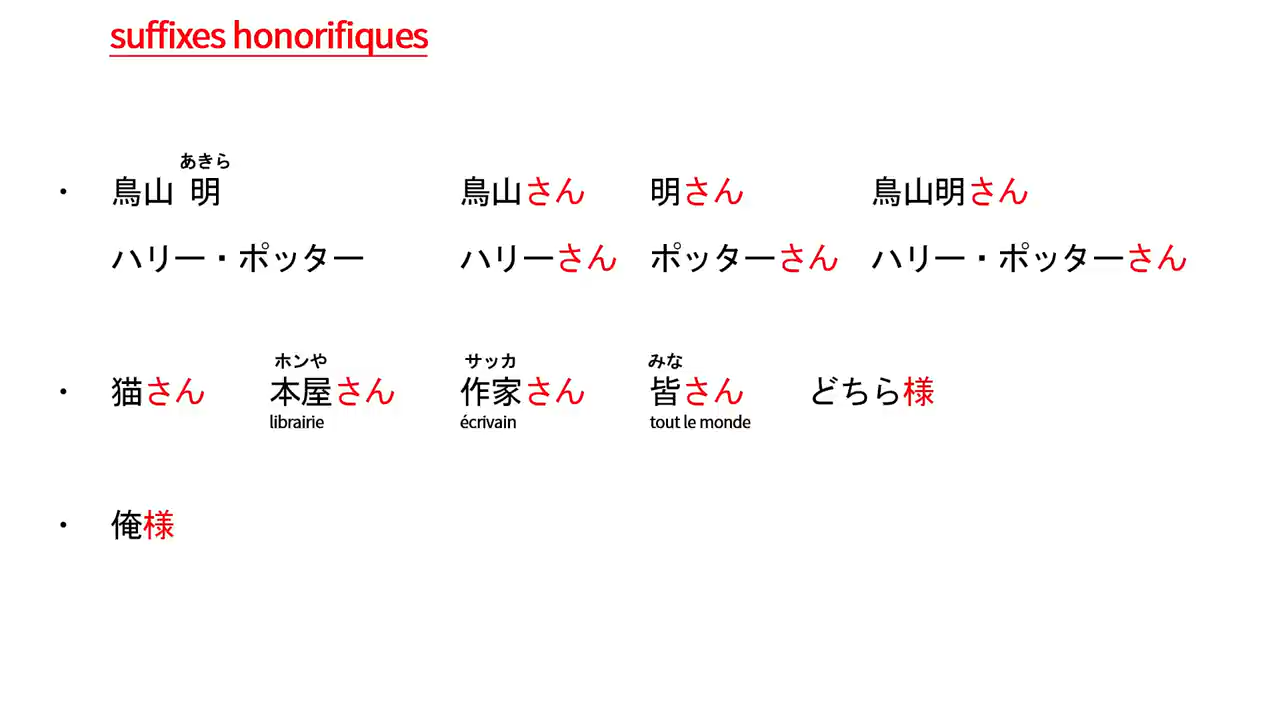 suffixes honorifiques
あきら
・ 鳥山 明 鳥山さん 明さん 鳥山明さん
ハリー・ポッター ハリーさん ポッターさん ハリー・ポッターさん
ホンや サッカ みな
・ 猫さん 本屋さん 作家さん 皆さん どちら様
librairie écrivain tout le monde
・ 俺様